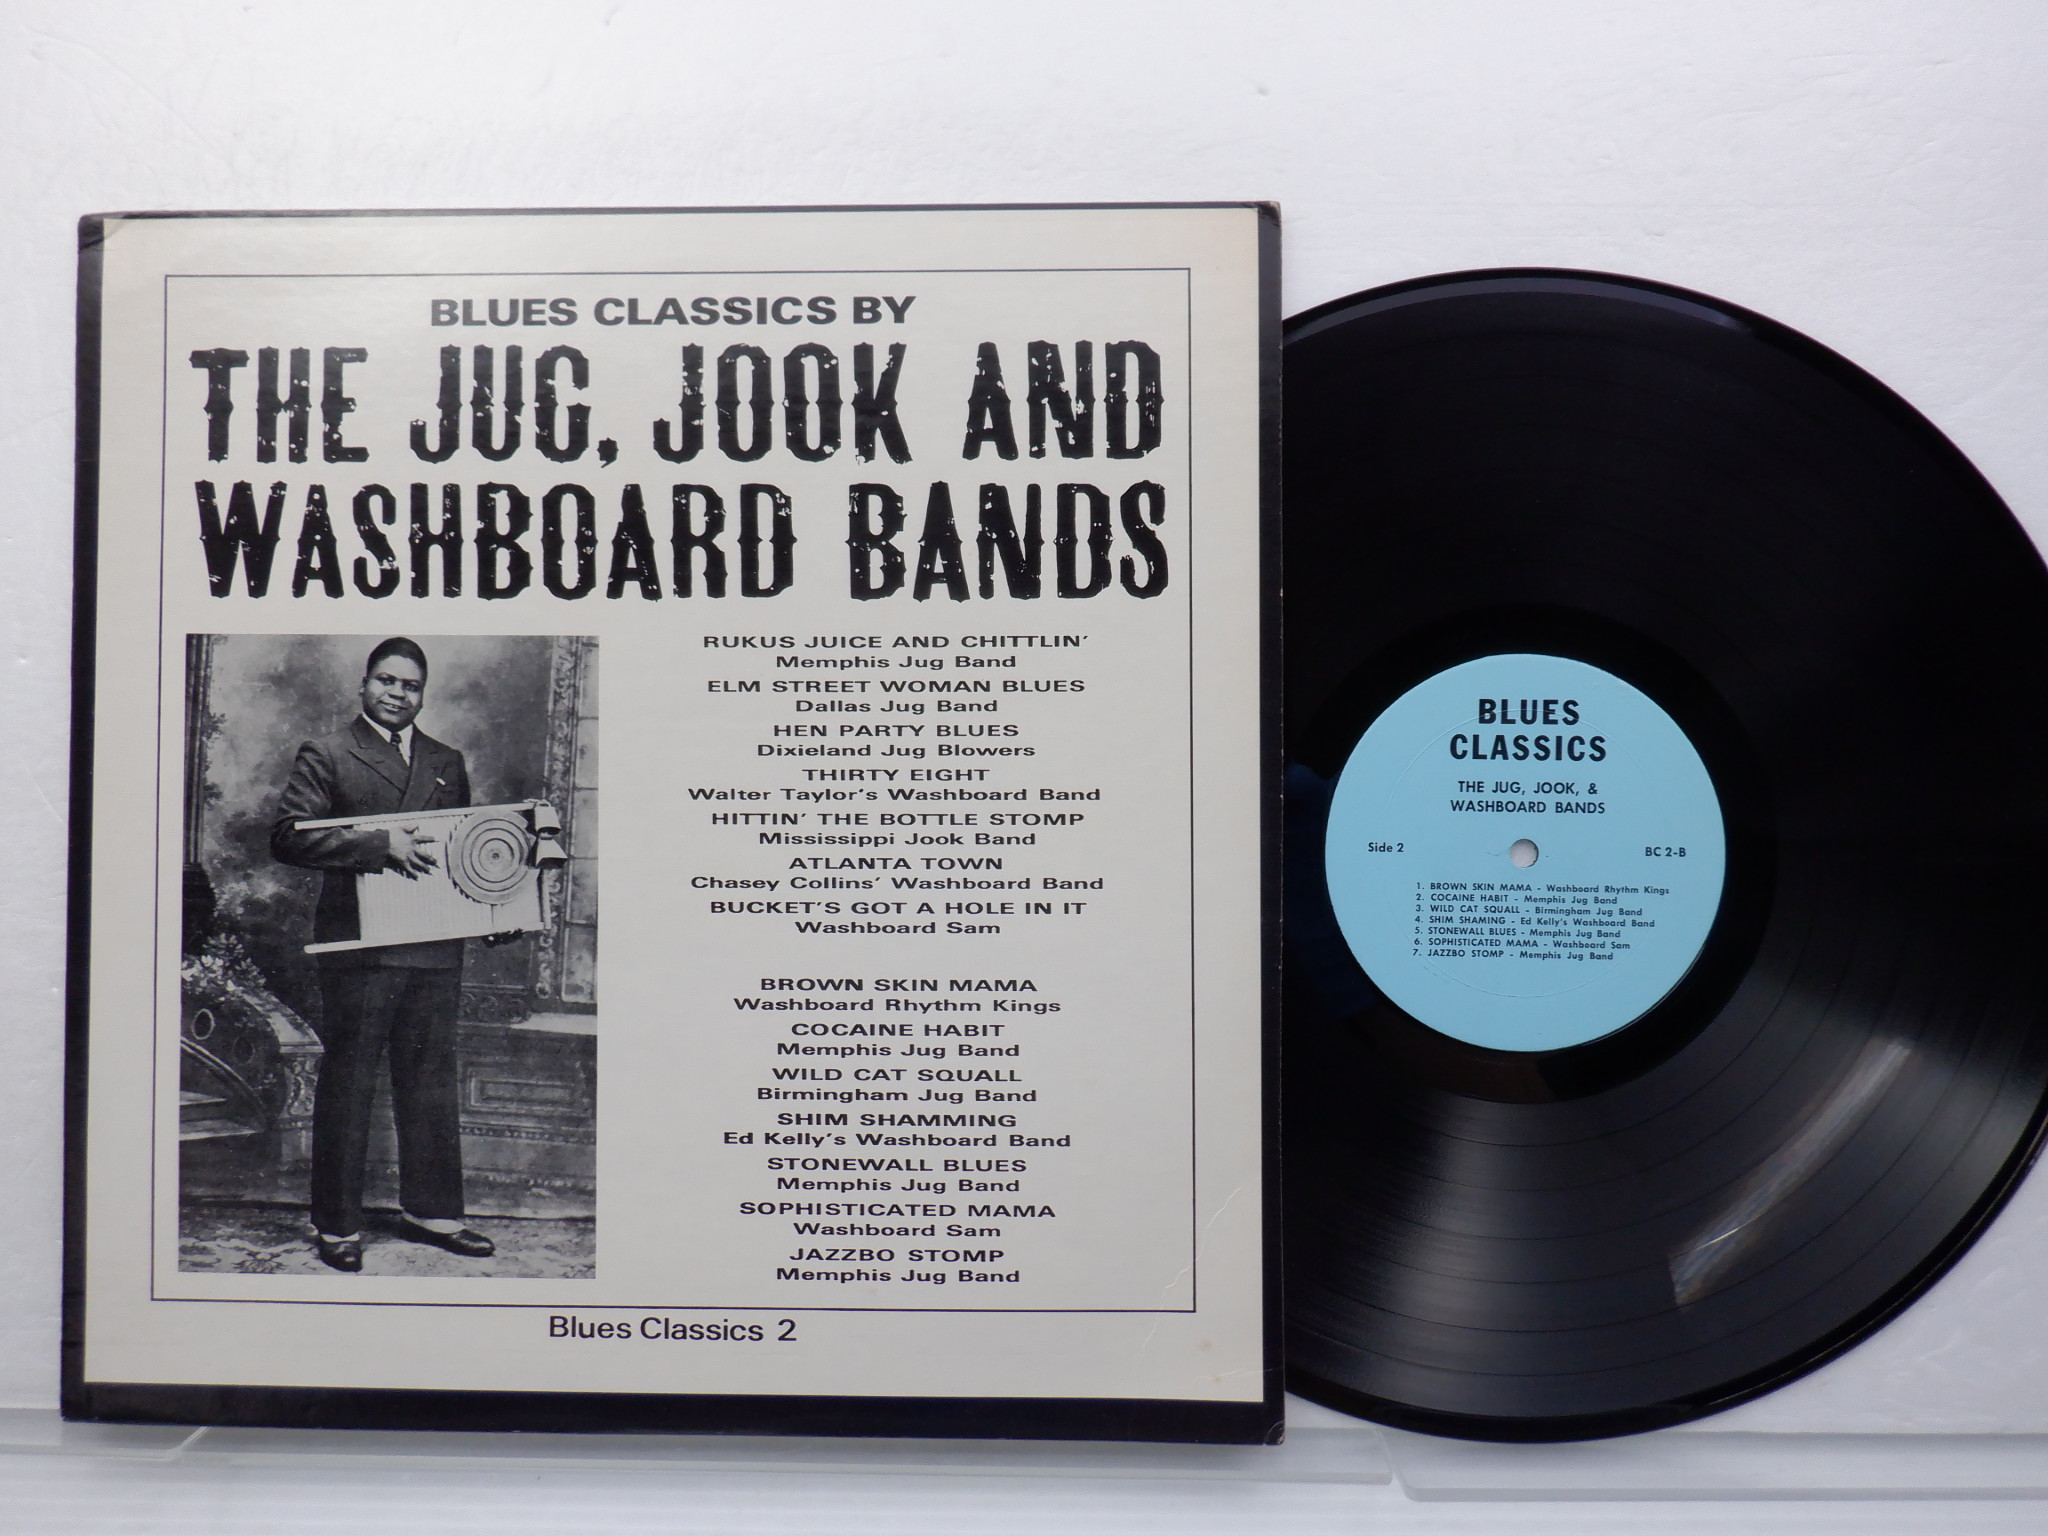 BLUES CLASSICS BY
THE JUG, JOOK AND
WASHBOARD BANDS
RUKUS JUICE AND CHITTLIN'
Memphis Jug Band
ELM STREET WOMAN BLUES
Dallas Jug Band
HEN PARTY BLUES
Dixieland Jug Blowers
THIRTY EIGHT
Walter Taylor's Washboard Band
HITTIN' THE BOTTLE STOMP
Mississippi Jook Band
ATLANTA TOWN
Chasey Collins' Washboard Band
BUCKET'S GOT A HOLE IN IT
Washboard Sam
BROWN SKIN MAMA
Washboard Rhythm Kings
COCAINE HABIT
Memphis Jug Band
WILD CAT SQUALL
Birmingham Jug Band
SHIM SHAMMING
Ed Kelly's Washboard Band
STONEWALL BLUES
Memphis Jug Band
SOPHISTICATED MAMA
Washboard Sam
JAZZBO STOMP
Memphis Jug Band
Blues Classics 2
BLUES
CLASSICS
THE JUG, JOOK, &
WASHBOARD BANDS
Side 2
BC 2-B
1. BROWN SKIN MAMA - Washboard Rhythm Kings
2. COCAINE HABIT - Memphis Jug Band
3. WILD CAT SQUALL - Birmingham Jug Band
4. SHIM SHAMING - Ed Kelly's Washboard Band
5. STONEWALL BLUES - Memphis Jug Band
6. SOPHISTICATED MAMA - Washboard Sam
7. JAZZBO STOMP - Memphis Jug Band